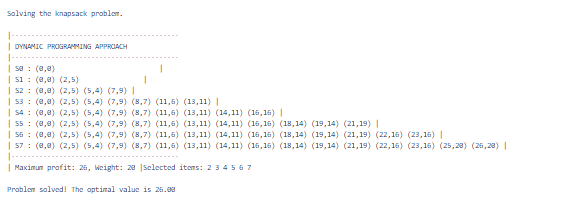 Solving the knapsack problem.
|----------------------------------------
| DYNAMIC PROGRAMMING APPROACH
|----------------------------------------
| S0 : (0,0) |
| S1 : (0,0) (2,5) |
| S2 : (0,0) (2,5) (5,4) (7,9) |
| S3 : (0,0) (2,5) (5,4) (7,9) (8,7) (11,6) (13,11) |
| S4 : (0,0) (2,5) (5,4) (7,9) (8,7) (11,6) (13,11) (14,11) (16,16) |
| S5 : (0,0) (2,5) (5,4) (7,9) (8,7) (11,6) (13,11) (14,11) (16,16) (18,14) (19,14) (21,19) |
| S6 : (0,0) (2,5) (5,4) (7,9) (8,7) (11,6) (13,11) (14,11) (16,16) (18,14) (19,14) (21,19) (22,16) (23,16) |
| S7 : (0,0) (2,5) (5,4) (7,9) (8,7) (11,6) (13,11) (14,11) (16,16) (18,14) (19,14) (21,19) (22,16) (23,16) (25,20) (26,20) |
|----------------------------------------
| Maximum profit: 26, Weight: 20 |Selected items: 2 3 4 5 6 7
Problem solved! The optimal value is 26.00